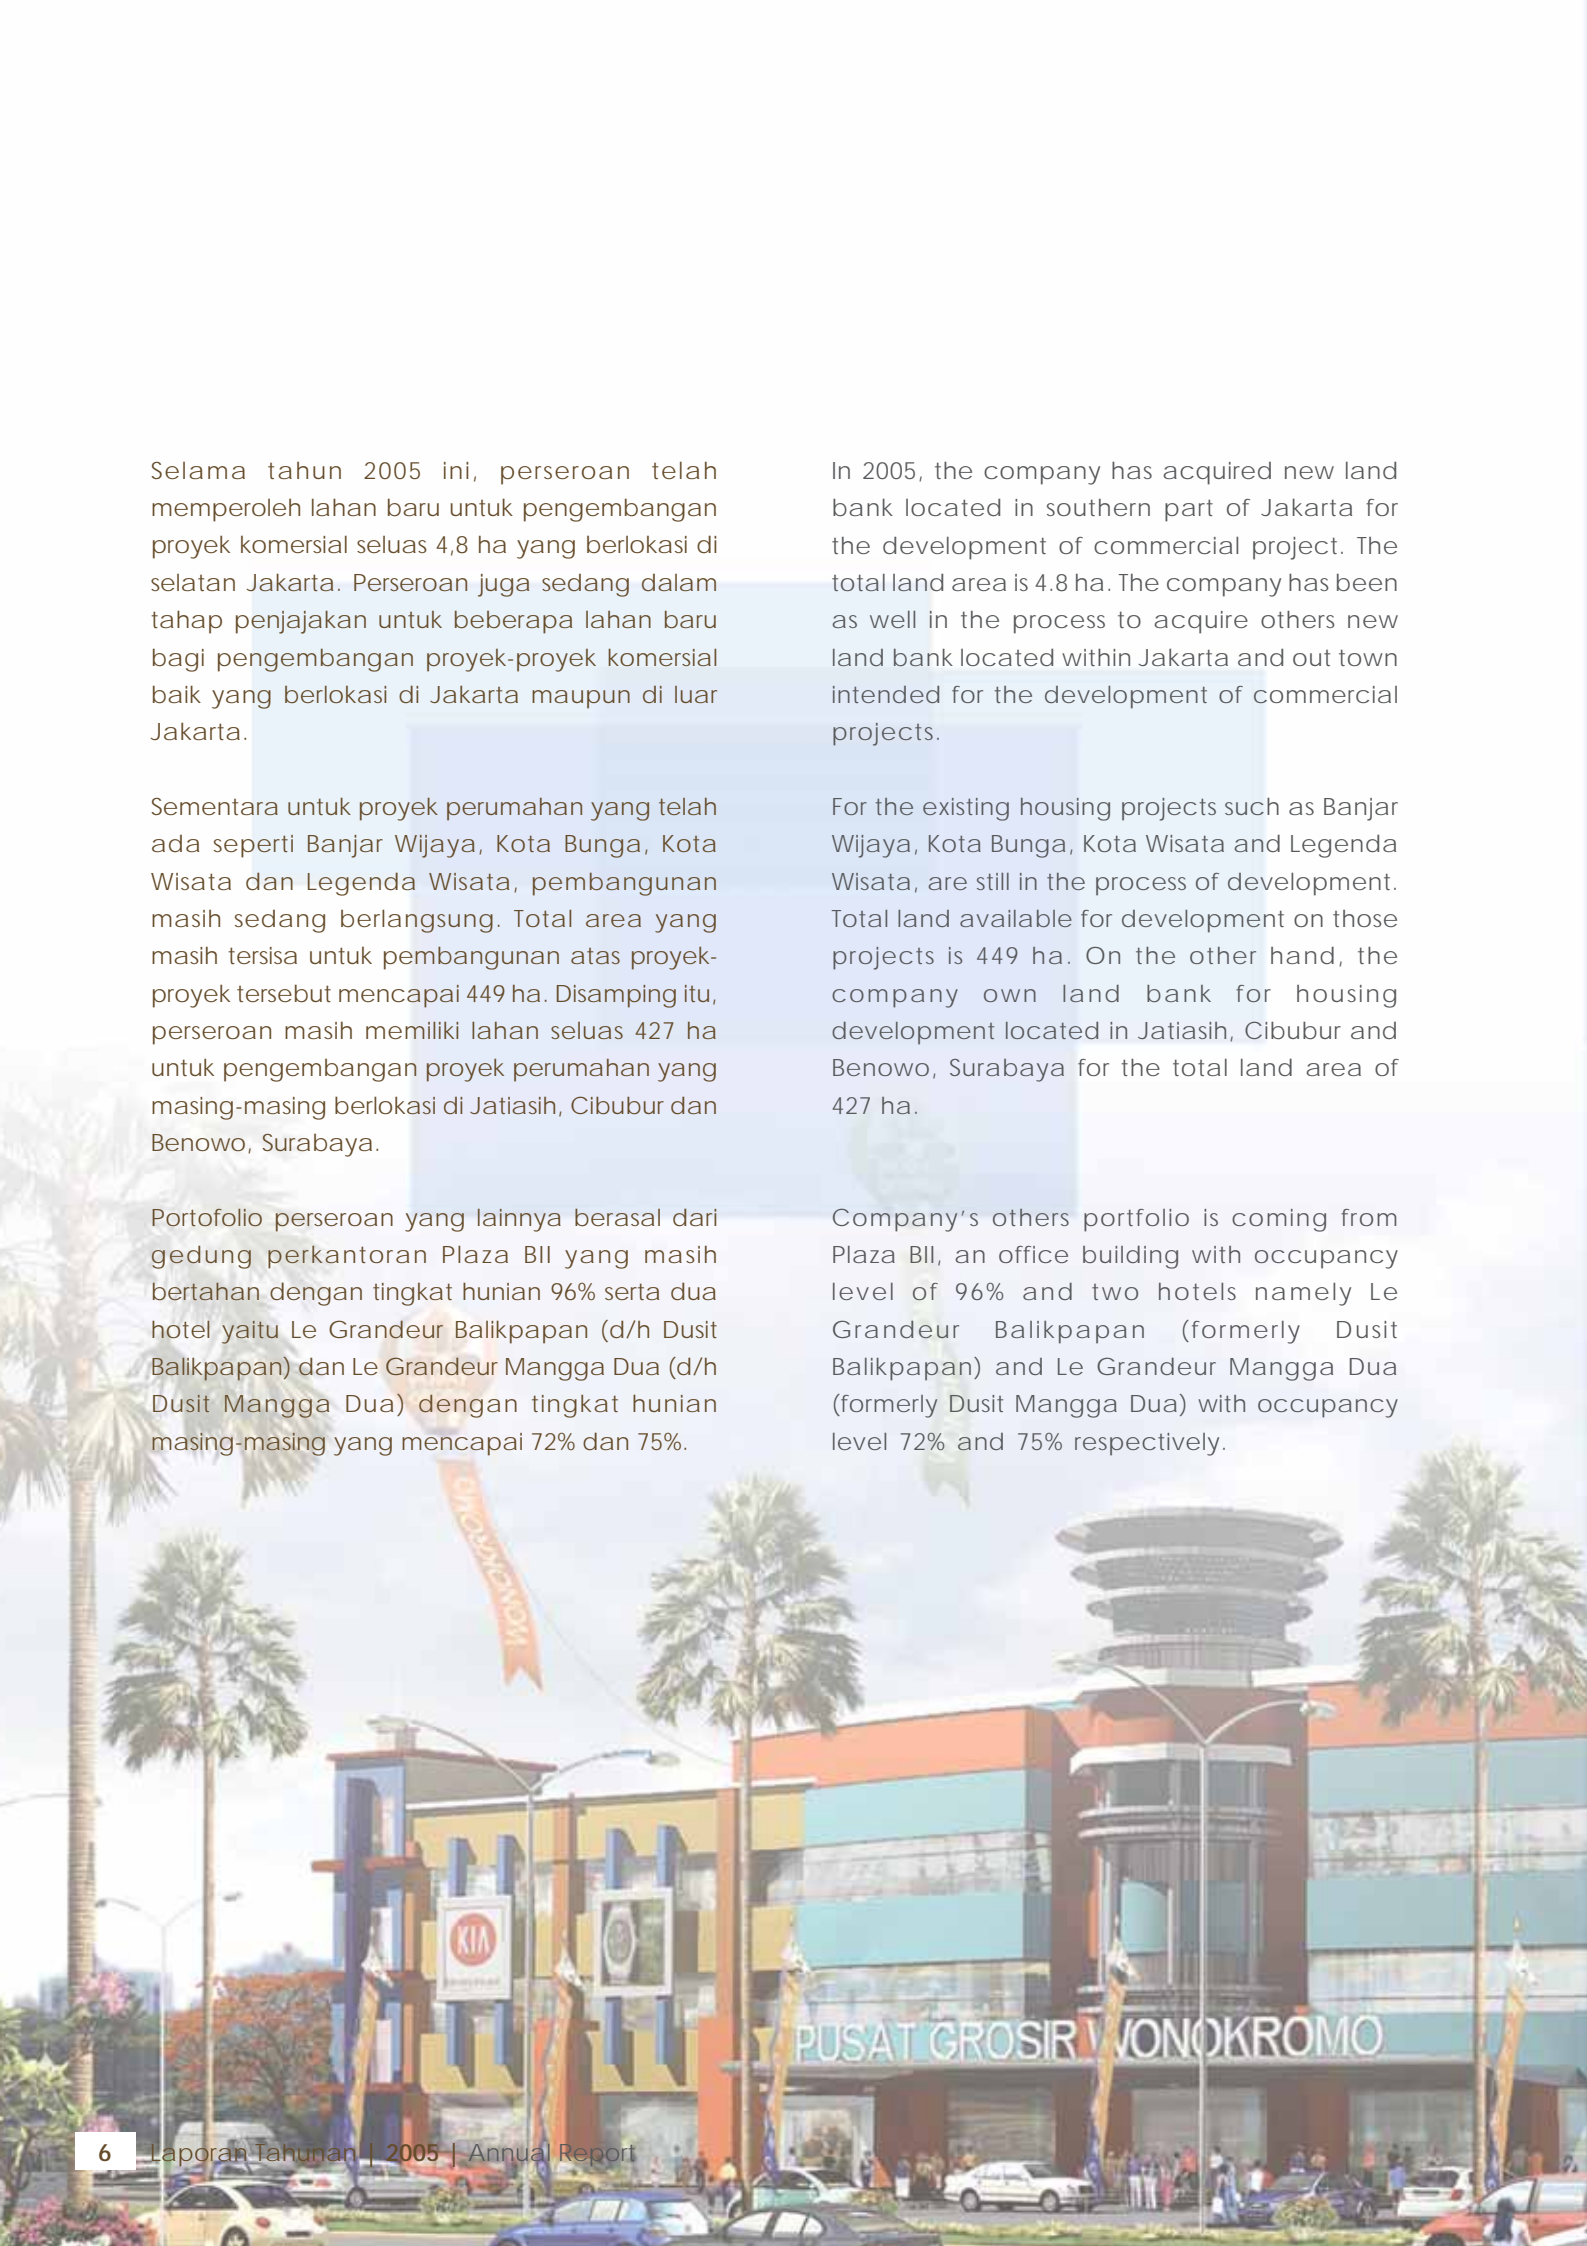 Selama tahun 2005 ini, perseroan telah
memperoleh lahan baru untuk pengembangan
proyek komersial seluas 4,8 ha yang berlokasi di
selatan Jakarta. Perseroan juga sedang dalam
tahap penjajakan untuk beberapa lahan baru
bagi pengembangan proyek-proyek komersial
baik yang berlokasi di Jakarta maupun di luar
Jakarta.
Sementara untuk proyek perumahan yang telah
ada seperti Banjar Wijaya, Kota Bunga, Kota
Wisata dan Legenda Wisata, pembangunan
masih sedang berlangsung. Total area yang
masih tersisa untuk pembangunan atas proyek-
proyek tersebut mencapai 449 ha. Disamping itu,
perseroan masih memiliki lahan seluas 427 ha
untuk pengembangan proyek perumahan yang
masing-masing berlokasi di Jatiasih, Cibubur dan
Benowo, Surabaya.
Portofolio perseroan yang lainnya berasal dari
gedung perkantoran Plaza BII yang masih
bertahan dengan tingkat hunian 96% serta dua
hotel yaitu Le Grandeur Balikpapan (d/h Dusit
Balikpapan) dan Le Grandeur Mangga Dua (d/h
Dusit Mangga Dua) dengan tingkat hunian
masing-masing yang mencapai 72% dan 75%.
In 2005, the company has acquired new land
bank located in southern part of Jakarta for
the development of commercial project. The
total land area is 4.8 ha. The company has been
as well in the process to acquire others new
land bank located within Jakarta and out town
intended for the development of commercial
projects.
For the existing housing projects such as Banjar
Wijaya, Kota Bunga, Kota Wisata and Legenda
Wisata, are still in the process of development.
Total land available for development on those
projects is 449 ha. On the other hand, the
company own land bank for housing
development located in Jatiasih, Cibubur and
Benowo, Surabaya for the total land area of
427 ha.
Company's others portfolio is coming from
Plaza BII, an office building with occupancy
level of 96% and two hotels namely Le
Grandeur Balikpapan (formerly Dusit
Balikpapan) and Le Grandeur Mangga Dua
(formerly Dusit Mangga Dua) with occupancy
level 72% and 75% respectively.
WONOKROMO
KIA
PUSAT GROSIR WONOKROMO
6 Laporan Tahunan | 2005 | Annual Report